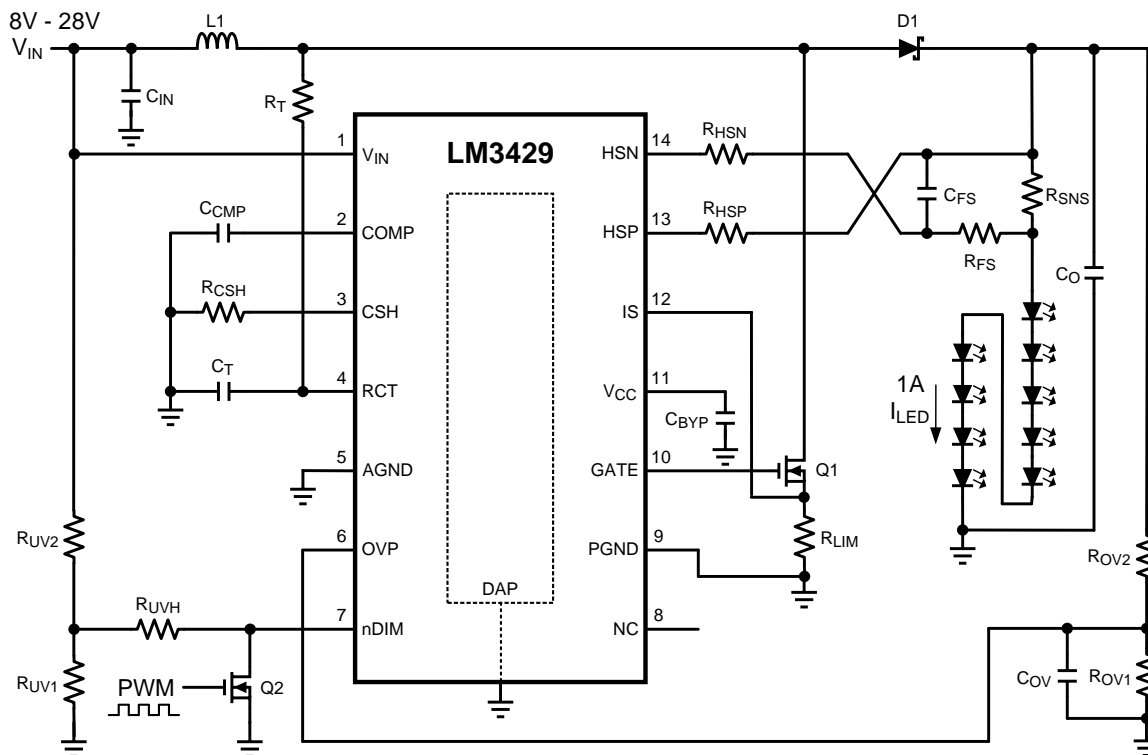 8V - 28V
VIN
L1
D1
CIN
RT
LM3429
1
VIN
14
HSN
RHSN
CCMP
2
COMP
13
HSP
RHSP
CFS
RSNS
RFS
CO
RCSH
3
CSH
12
IS
CT
4
RCT
11
VCC
CBYP
1A
ILED
5
AGND
10
GATE
Q1
RUV2
6
OVP
9
PGND
RLIM
ROV2
DAP
RUVH
7
nDIM
8
NC
RUV1
PWM
Q2
COV
ROV1